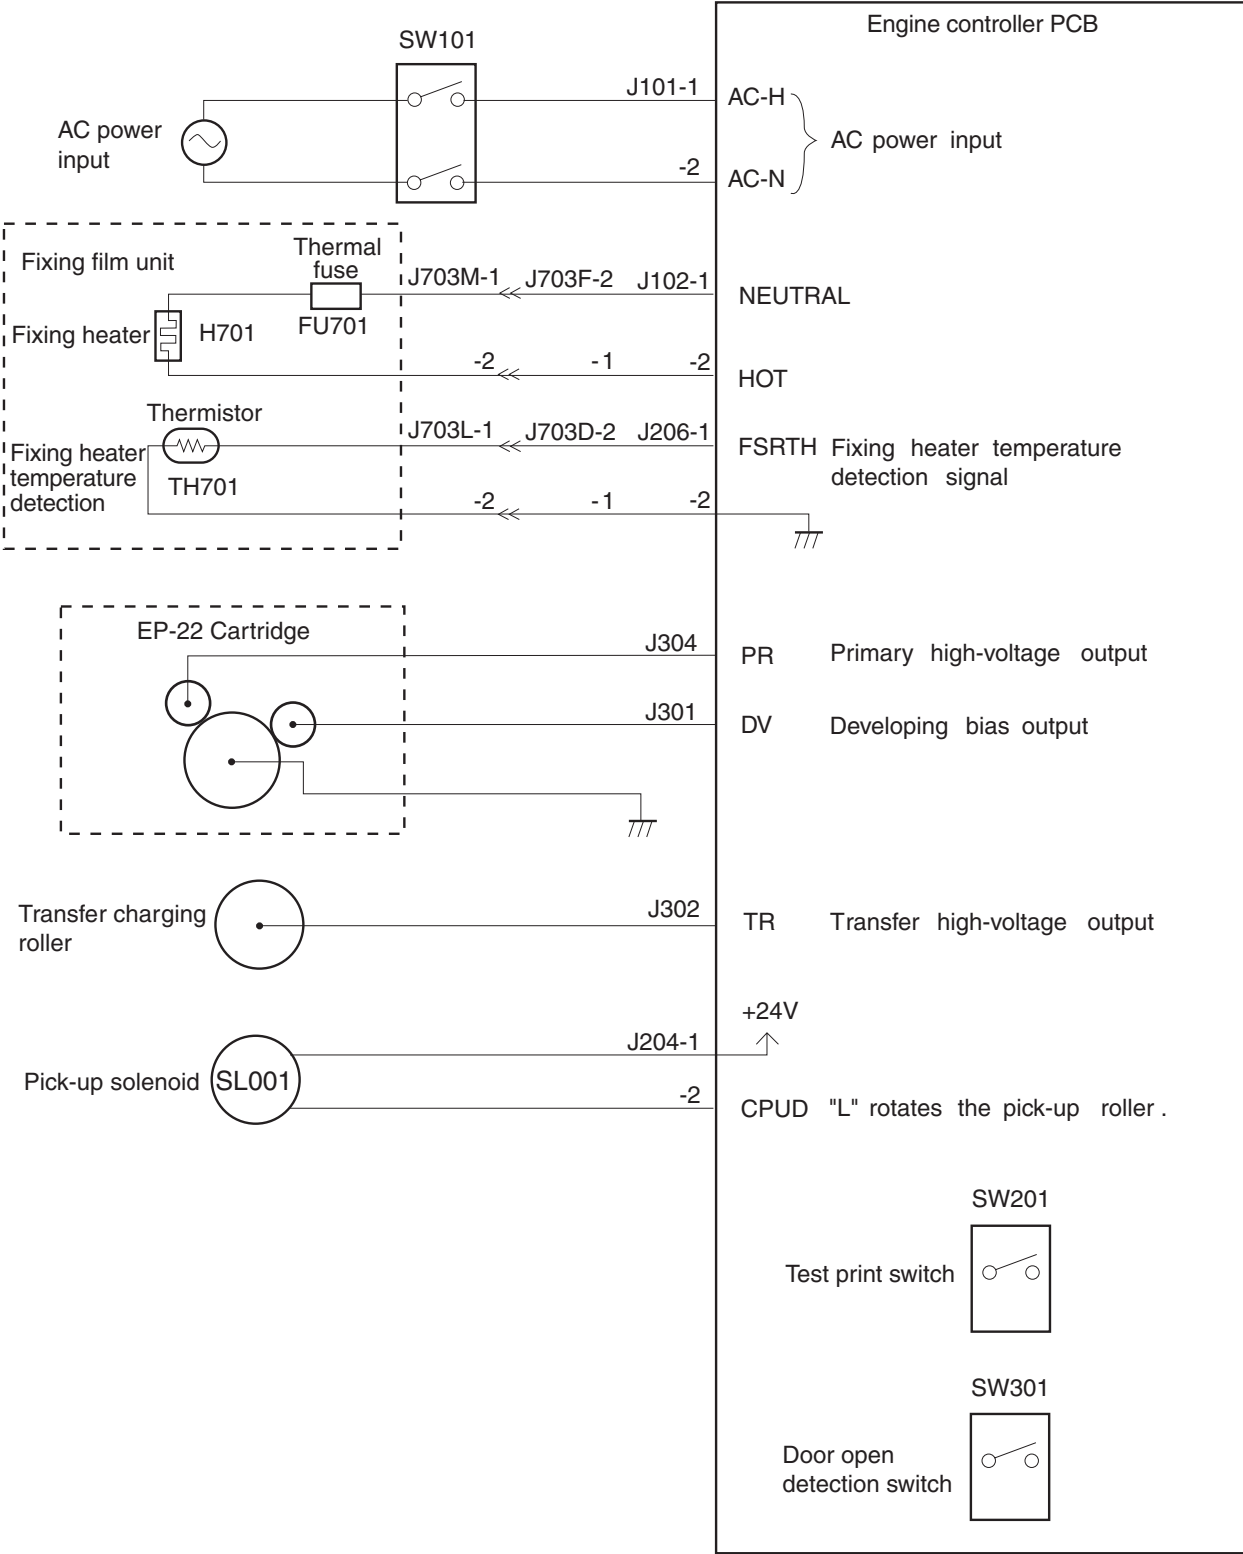 Engine controller PCB
SW101
J101-1
AC-H
AC power
input
AC power input
-2
AC-N
Fixing film unit
Thermal
fuse
J703M-1
J703F-2
J102-1
NEUTRAL
Fixing heater
H701
FU701
-2
-1
-2
HOT
Thermistor
J703L-1
J703D-2
J206-1
FSRTH
Fixing heater temperature
detection signal
Fixing heater
temperature
detection
TH701
-2
-1
-2
EP-22 Cartridge
J304
PR
Primary high-voltage output
J301
DV
Developing bias output
Transfer charging
roller
J302
TR
Transfer high-voltage output
+24V
J204-1
Pick-up solenoid
SL001
-2
CPUD
"L" rotates the pick-up roller .
SW201
Test print switch
SW301
Door open
detection switch